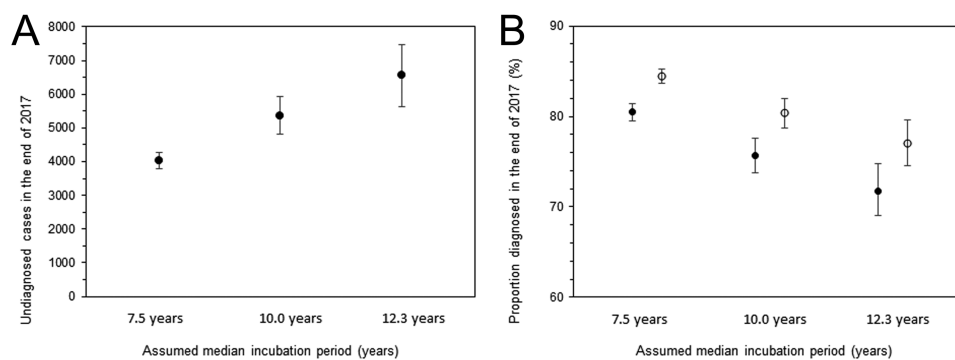 A
Undiagnosed cases in the end of 2017
8000
7000
6000
5000
4000
3000
2000
1000
0
7.5 years
10.0 years
12.3 years
Assumed median incubation period (years)
B
Proportion diagnosed in the end of 2017 (%)
90
80
70
60
7.5 years
10.0 years
12.3 years
Assumed median incubation period (years)